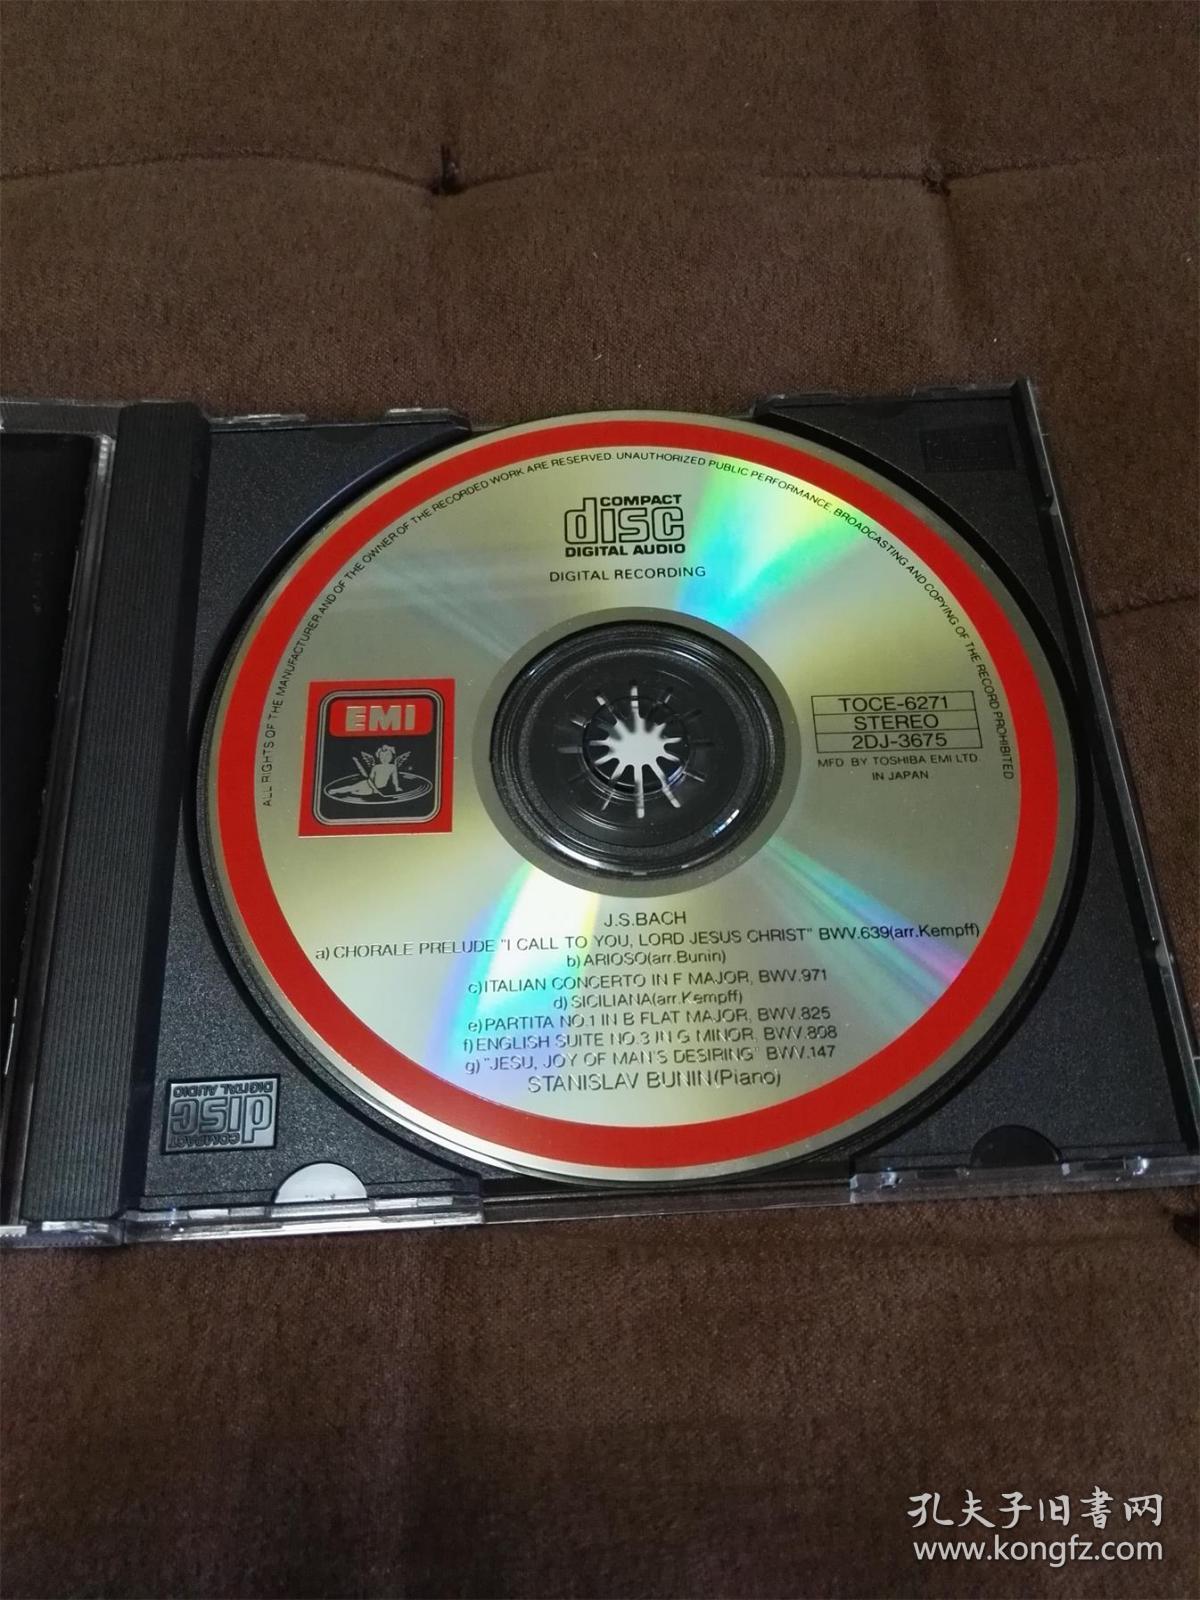 ALL RIGHTS OF THE MANUFACTURER AND OF THE OWNER OF THE RECORDED WORK ARE RESERVED. UNAUTHORIZED PUBLIC PERFORMANCE, BROADCASTING AND COPYING OF THE RECORD PROHIBITED
COMPACT
disc
DIGITAL AUDIO
DIGITAL RECORDING
EMI
TOCE-6271
STEREO
2DJ-3675
MFD BY TOSHIBA EMI LTD
IN JAPAN
J.S.BACH
a)CHORALE PRELUDE "I CALL TO YOU, LORD JESUS CHRIST" BWV.639(arr.Kempff)
b)ARIOSO(arr.Bunin)
c)ITALIAN CONCERTO IN F MAJOR, BWV.971
d)SICILIANA(arr.Kempff)
e)PARTITA NO.1 IN B FLAT MAJOR, BWV.825
f)ENGLISH SUITE NO.3 IN G MINOR, BWV.808
g)"JESU, JOY OF MAN'S DESIRING" BWV.147
STANISLAV BUNIN(Piano)
COMPACT
disc
DIGITAL AUDIO
孔夫子旧书网
www.kongfz.com